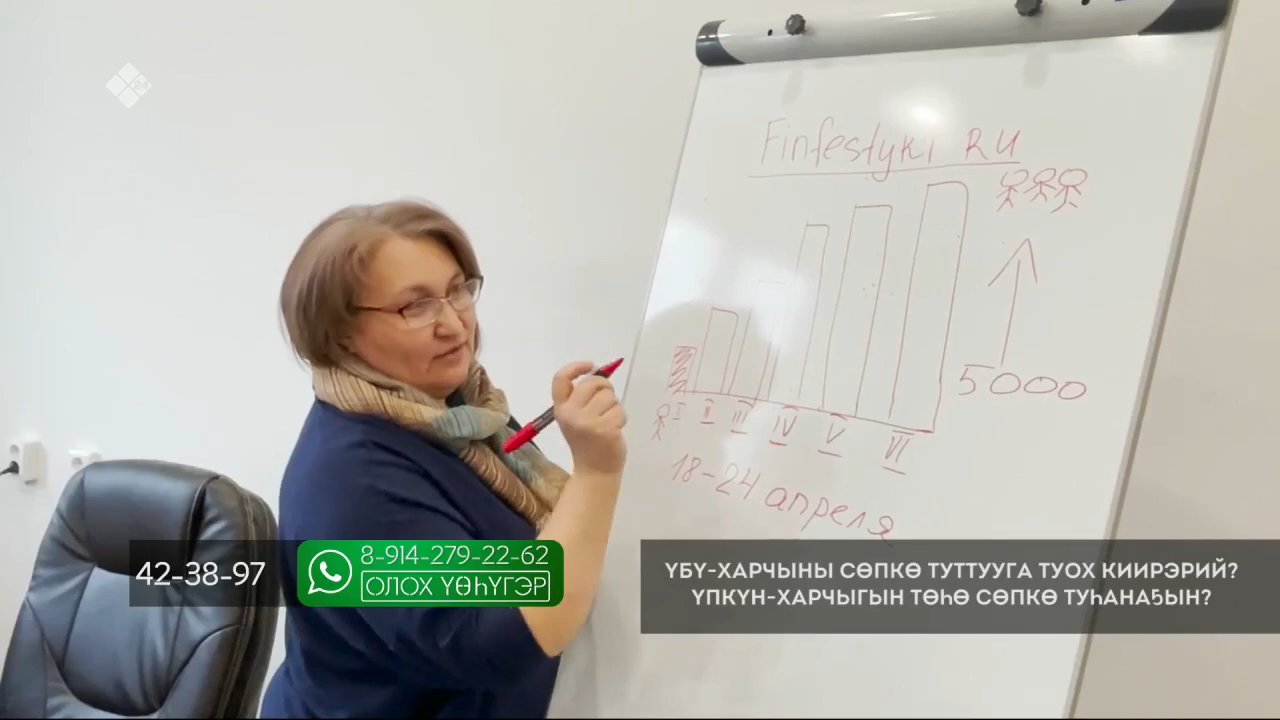 24
Finfestyki RU
5000
I II III IV V VI
18-24 апреля
42-38-97
8-914-279-22-62
ОЛОХ ҮӨҺҮГЭР
ҮБҮ-ХАРЧЫНЫ СӨПКӨ ТУТТУУГА ТУОХ КИИРЭРИЙ?
ҮПКҮН-ХАРЧЫГЫН ТӨҺӨ СӨПКӨ ТУҺАНАҔЫН?